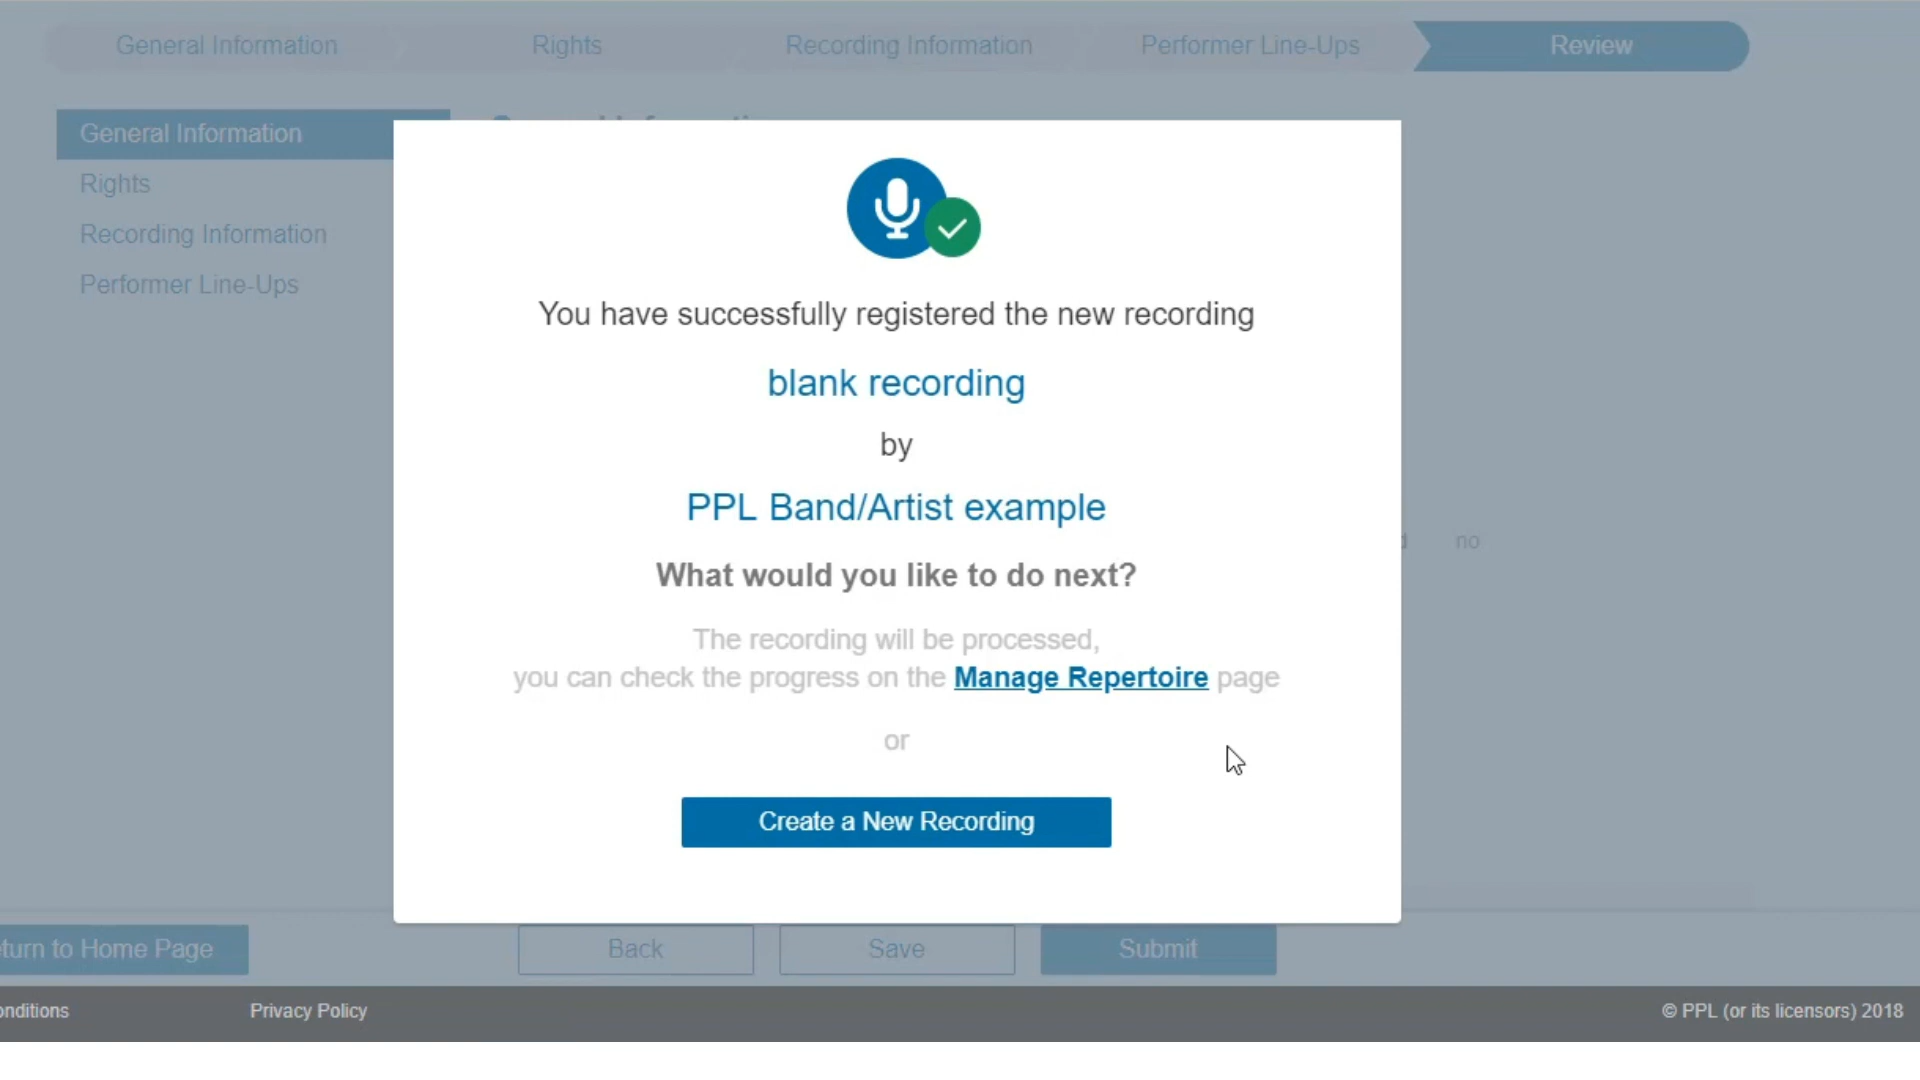 General Information
Rights
Recording Information
Performer Line-Ups
Review
General Information
Rights
Recording Information
Performer Line-Ups
You have successfully registered the new recording
blank recording
by
PPL Band/Artist example
What would you like to do next?
The recording will be processed,
you can check the progress on the Manage Repertoire page
or
Create a New Recording
no
turn to Home Page
Back
Save
Submit
onditions
Privacy Policy
© PPL (or its licensors) 2018